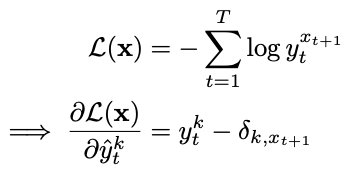 $\mathcal{L}(\mathbf{x}) = -\sum_{t=1}^{T} \log y_t^{x_{t+1}}$
$\implies \frac{\partial \mathcal{L}(\mathbf{x})}{\partial \hat{y}_t^k} = y_t^k - \delta_{k,x_{t+1}}$